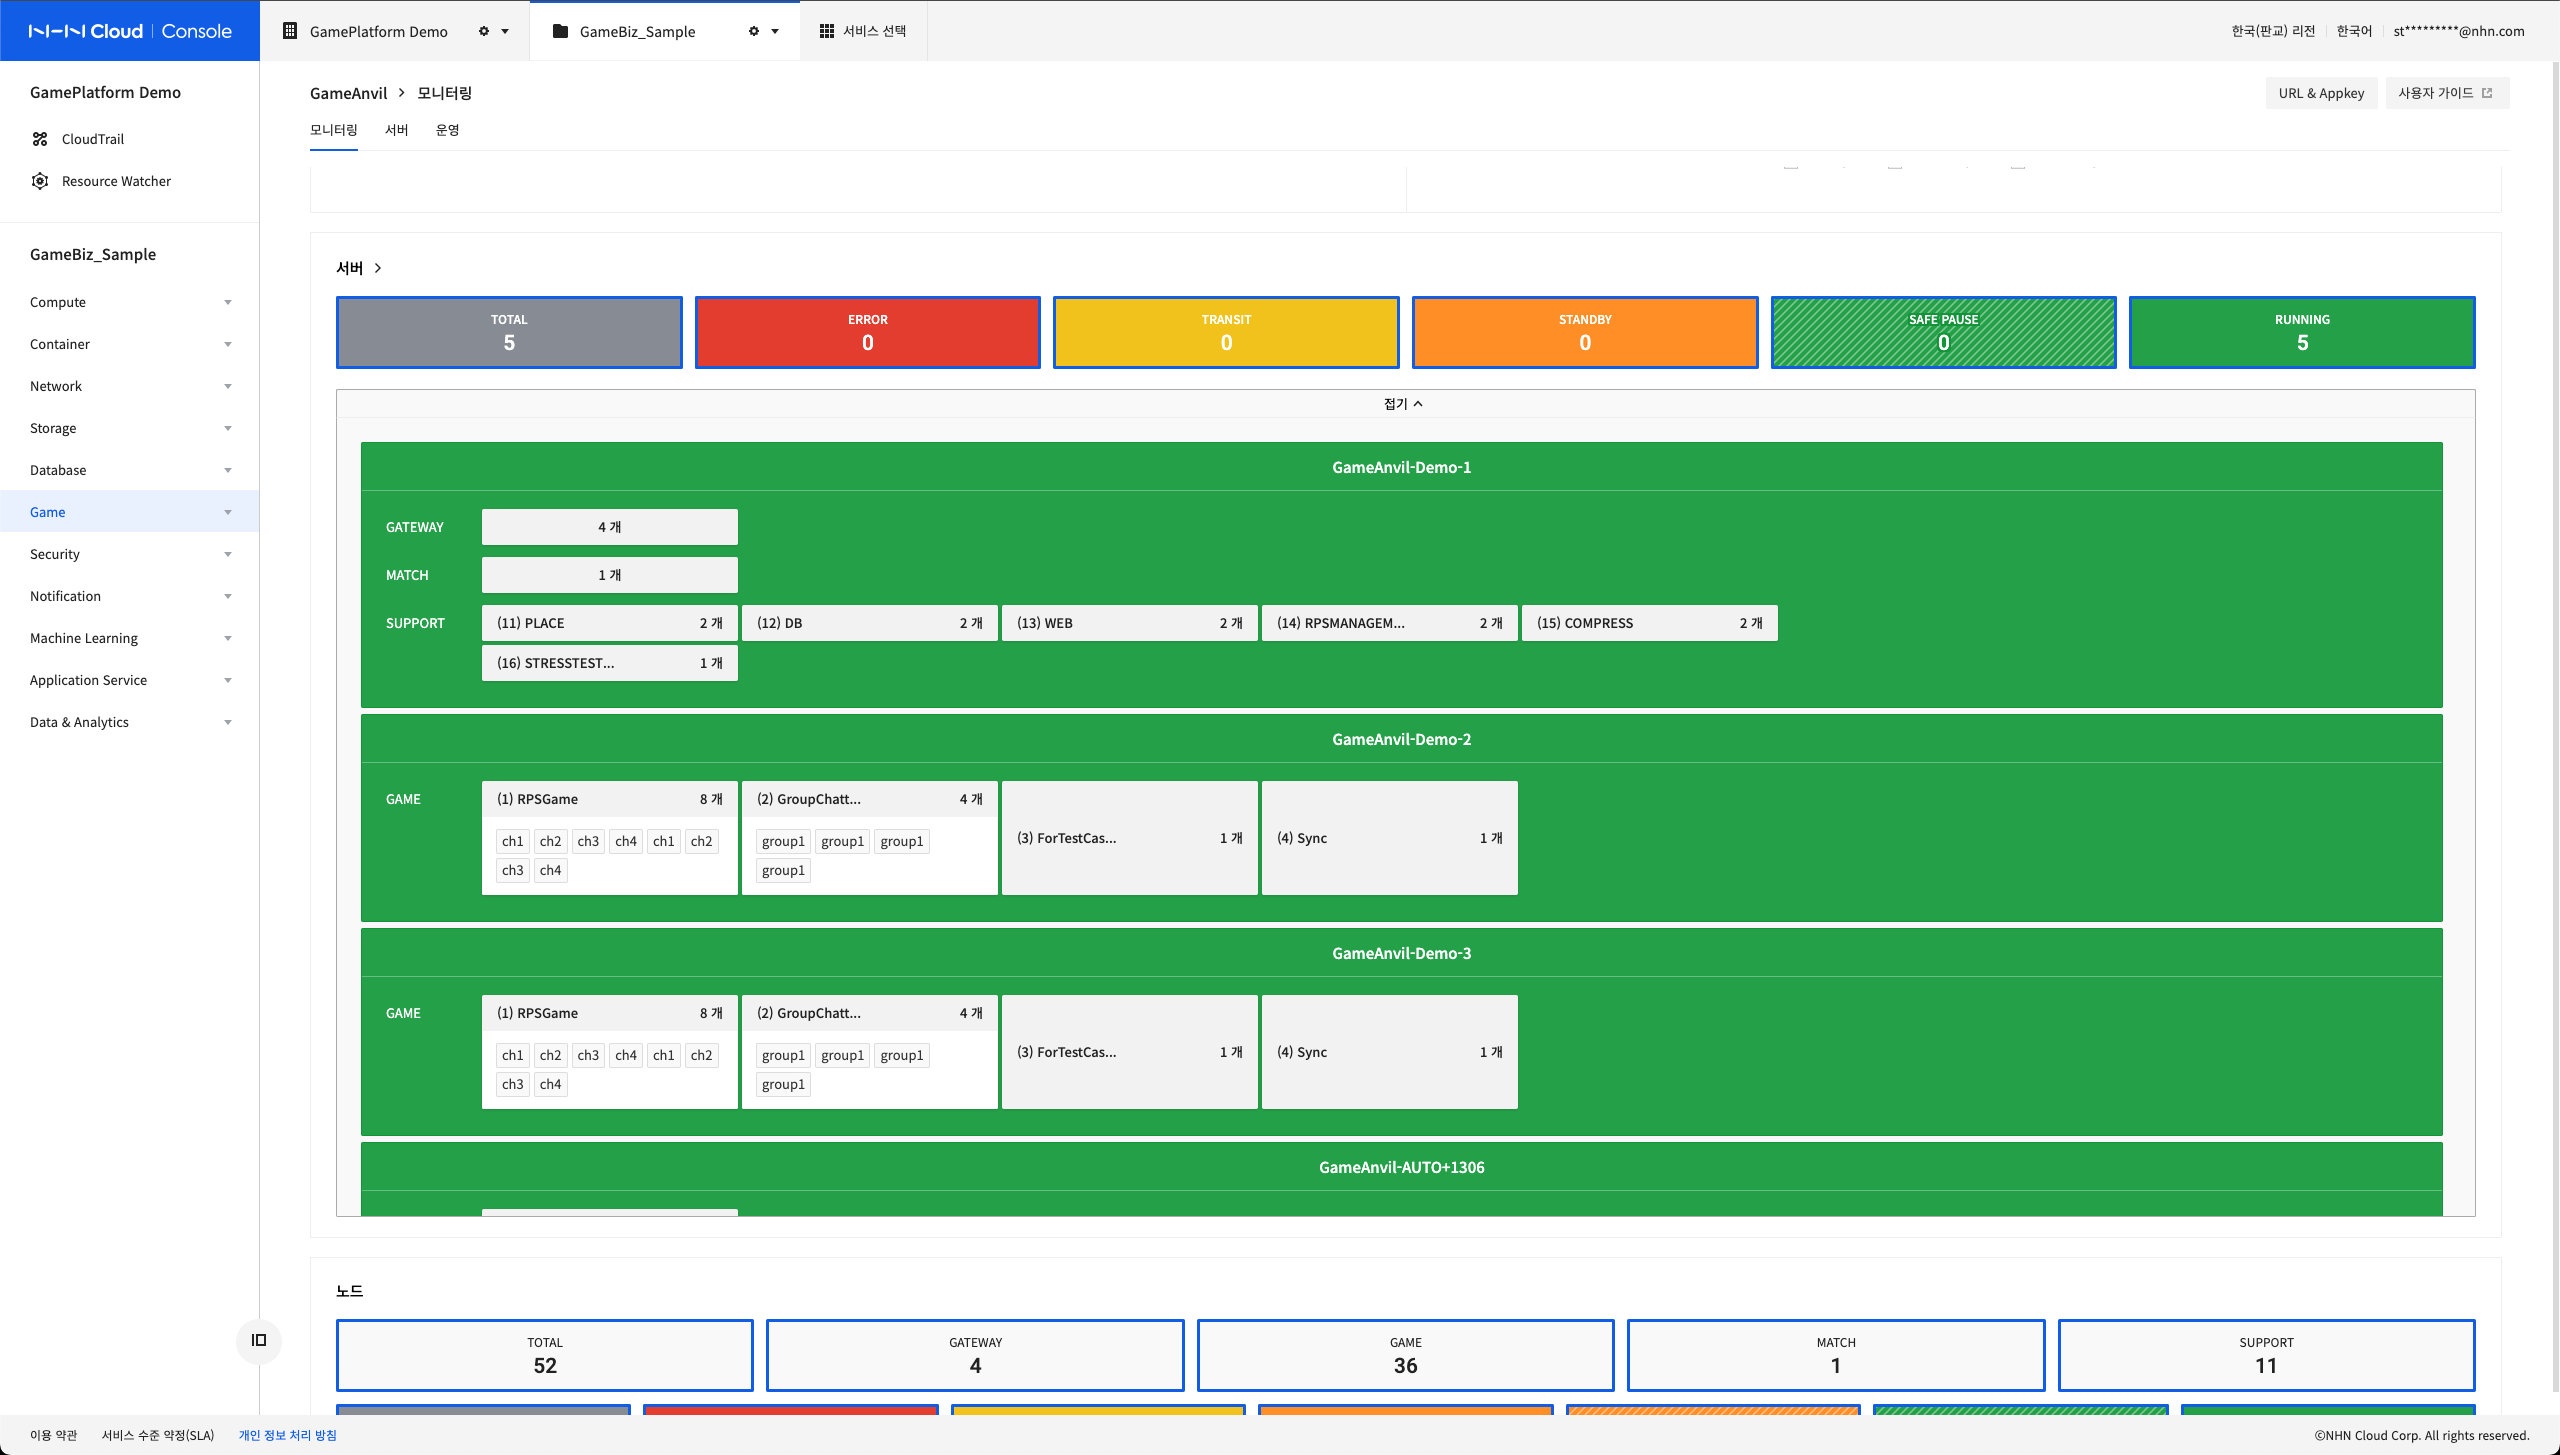 NHN Cloud | Console
GamePlatform Demo
GameBiz_Sample
서비스 선택
한국(판교) 리전
한국어
st*********@nhn.com
GamePlatform Demo
CloudTrail
Resource Watcher
GameBiz_Sample
Compute
Container
Network
Storage
Database
Game
Security
Notification
Machine Learning
Application Service
Data & Analytics
GameAnvil > 모니터링
URL & Appkey
사용자 가이드
모니터링
서버
운영
서버 >
TOTAL
5
ERROR
0
TRANSIT
0
STANDBY
0
SAFE PAUSE
0
RUNNING
5
접기
GameAnvil-Demo-1
GATEWAY 4 개
MATCH 1 개
SUPPORT (11) PLACE 2 개 (12) DB 2 개 (13) WEB 2 개 (14) RPSMANAGEM... 2 개 (15) COMPRESS 2 개
(16) STRESSTEST... 1 개
GameAnvil-Demo-2
GAME (1) RPSGame 8 개 (2) GroupChatt... 4 개
(3) ForTestCas... 1 개 (4) Sync 1 개
ch1 ch2 ch3 ch4 ch1 ch2 group1 group1 group1
ch3 ch4 group1
GameAnvil-Demo-3
GAME (1) RPSGame 8 개 (2) GroupChatt... 4 개
(3) ForTestCas... 1 개 (4) Sync 1 개
ch1 ch2 ch3 ch4 ch1 ch2 group1 group1 group1
ch3 ch4 group1
GameAnvil-AUTO+1306
노드
TOTAL
52
GATEWAY
4
GAME
36
MATCH
1
SUPPORT
11
이용 약관
서비스 수준 약정(SLA)
개인 정보 처리 방침
©NHN Cloud Corp. All rights reserved.